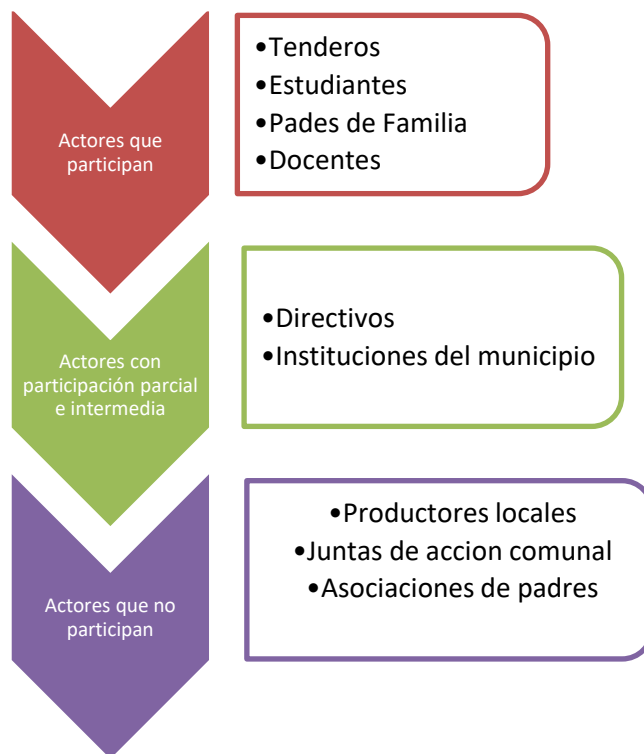 Actores que
participan
•Tenderos
•Estudiantes
•Pades de Familia
•Docentes
Actores con
participación parcial
e intermedia
•Directivos
•Instituciones del municipio
Actores que no
participan
•Productores locales
•Juntas de accion comunal
•Asociaciones de padres